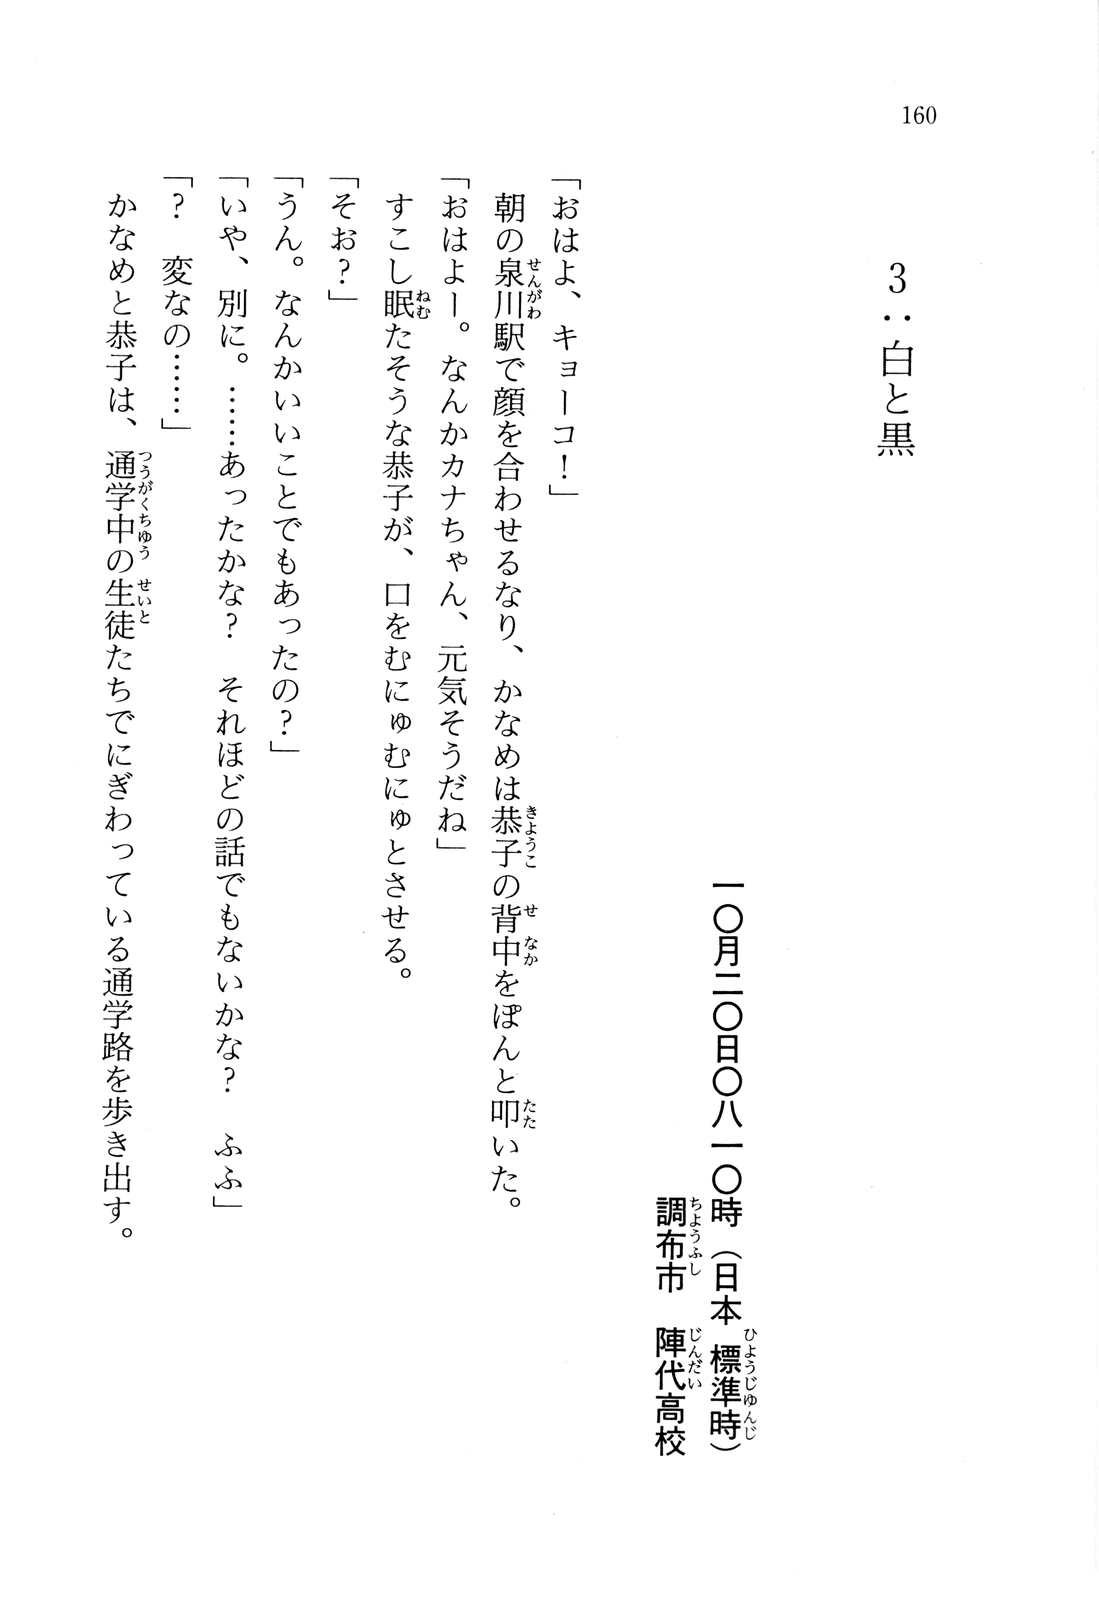 160
3：白と黒
一〇月二〇日〇八一〇時（日本標準時）
調布市　陣代高校
「おはよ、キョーコ！」
　朝の泉川駅で顔を合わせるなり、かなめは恭子の背中をぽんと叩いた。
「おはよー。なんかカナちゃん、元気そうだね」
　すこし眠たそうな恭子が、口をむにゅむにゅとさせる。
「そお？」
「うん。なんかいいことでもあったの？」
「いや、別に。……あったかな？　それほどの話でもないかな？　ふふ」
「？　変なの……」
　かなめと恭子は、通学中の生徒たちでにぎわっている通学路を歩き出す。